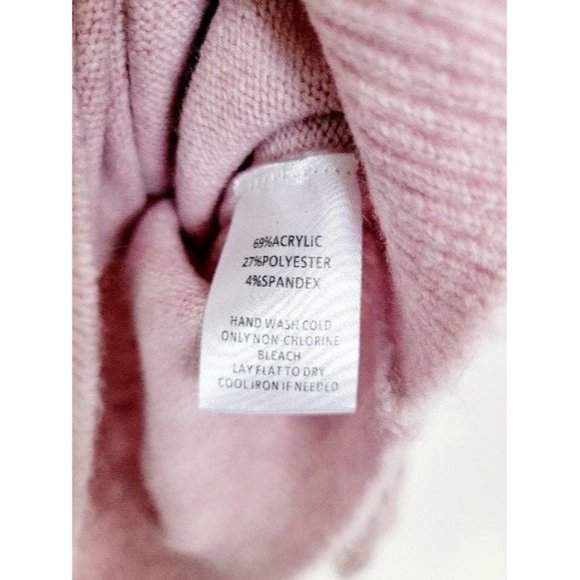 69%ACRYLIC
27%POLYESTER
4%SPANDEX
HAND WASH COLD
ONLY NON-CHLORINE
BLEACH
LAY FLAT TO DRY
COOL IRON IF NEEDED